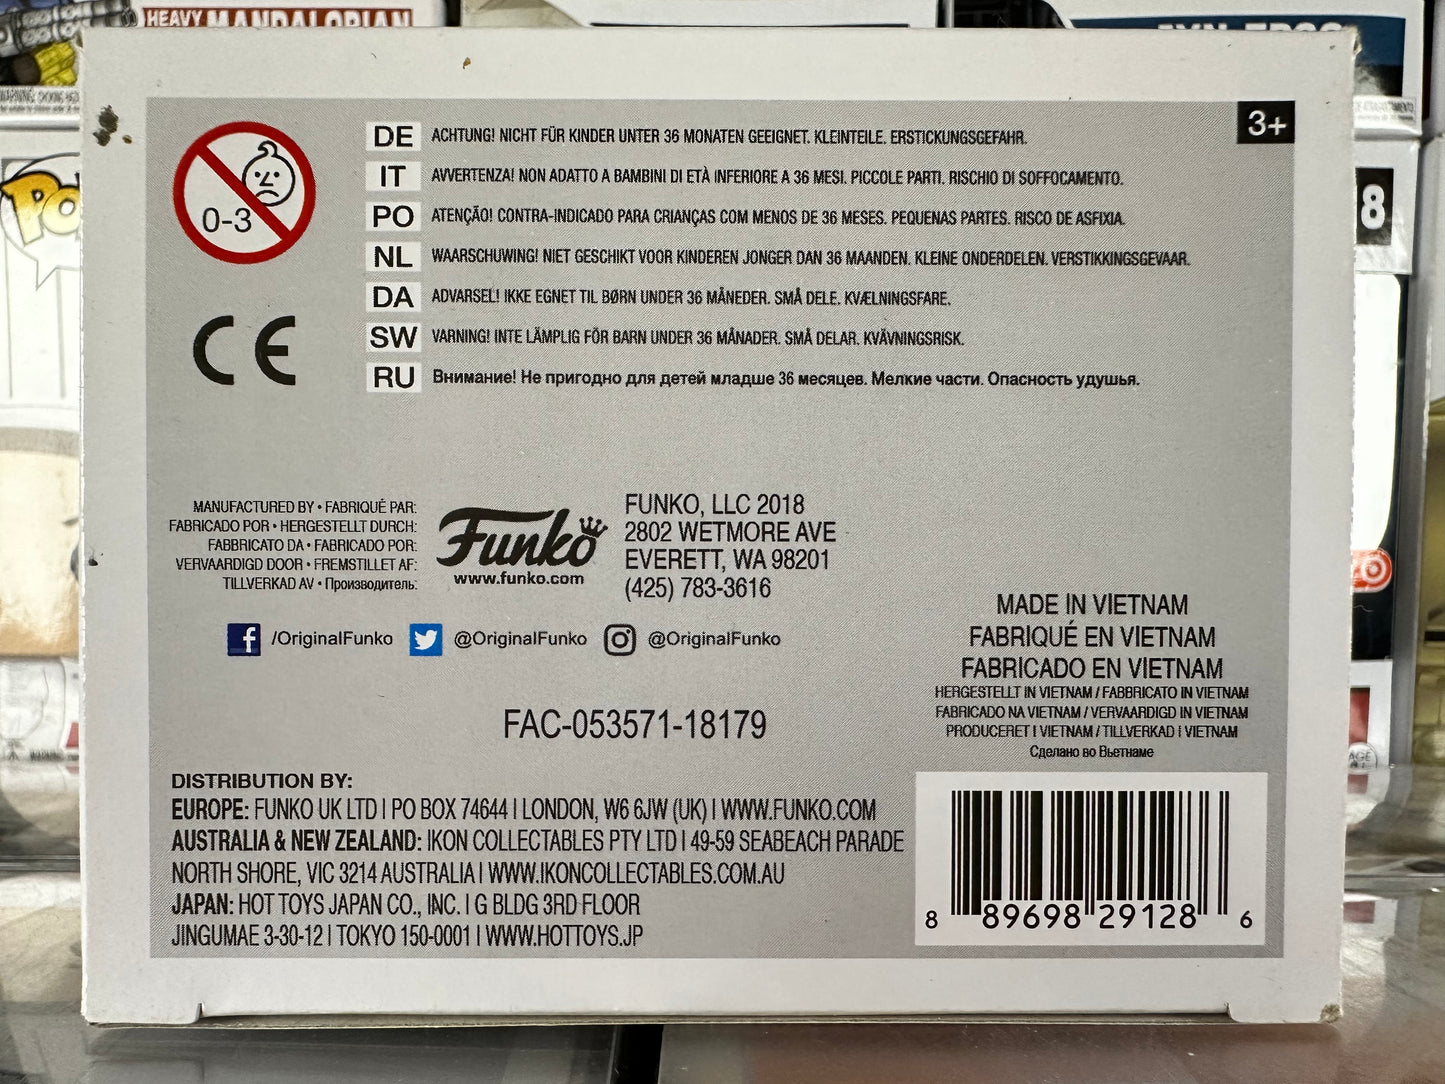 HEAVY MANDALORIAN
3+
DE ACHTUNG! NICHT FÜR KINDER UNTER 36 MONATEN GEEIGNET. KLEINTEILE. ERSTICKUNGSGEFAHR.
IT AVVERTENZA! NON ADATTO A BAMBINI DI ETÀ INFERIORE A 36 MESI. PICCOLE PARTI. RISCHIO DI SOFFOCAMENTO.
PO ATENÇÃO! CONTRA-INDICADO PARA CRIANÇAS COM MENOS DE 36 MESES. PEQUENAS PARTES. RISCO DE ASFIXIA.
NL WAARSCHUWING! NIET GESCHIKT VOOR KINDEREN JONGER DAN 36 MAANDEN. KLEINE ONDERDELEN. VERSTIKKINGSGEVAAR.
DA ADVARSEL! IKKE EGNET TIL BØRN UNDER 36 MÅNEDER. SMÅ DELE. KVÆLNINGSFARE.
SW VARNING! INTE LÄMPLIG FÖR BARN UNDER 36 MÅNADER. SMÅ DELAR. KVÄVNINGSRISK.
RU Внимание! Не пригодно для детей младше 36 месяцев. Мелкие части. Опасность удушья.
0-3
CE
8
MANUFACTURED BY • FABRIQUÉ PAR:
FABRICADO POR • HERGESTELLT DURCH:
FABBRICATO DA • FABRICADO POR:
VERVAARDIGD DOOR • FREMSTILLET AF:
TILLVERKAD AV • Производитель:
Funko
www.funko.com
FUNKO, LLC 2018
2802 WETMORE AVE
EVERETT, WA 98201
(425) 783-3616
/OriginalFunko @OriginalFunko @OriginalFunko
FAC-053571-18179
MADE IN VIETNAM
FABRIQUÉ EN VIETNAM
FABRICADO EN VIETNAM
HERGESTELLT IN VIETNAM / FABBRICATO IN VIETNAM
FABRICADO NA VIETNAM / VERVAARDIGD IN VIETNAM
PRODUCERET I VIETNAM / TILLVERKAD I VIETNAM
Сделано во Вьетнаме
DISTRIBUTION BY:
EUROPE: FUNKO UK LTD | PO BOX 74644 | LONDON, W6 6JW (UK) | WWW.FUNKO.COM
AUSTRALIA & NEW ZEALAND: IKON COLLECTABLES PTY LTD | 49-59 SEABEACH PARADE
NORTH SHORE, VIC 3214 AUSTRALIA | WWW.IKONCOLLECTABLES.COM.AU
JAPAN: HOT TOYS JAPAN CO., INC. | G BLDG 3RD FLOOR
JINGUMAE 3-30-12 | TOKYO 150-0001 | WWW.HOTTOYS.JP
8 89698 29128 6